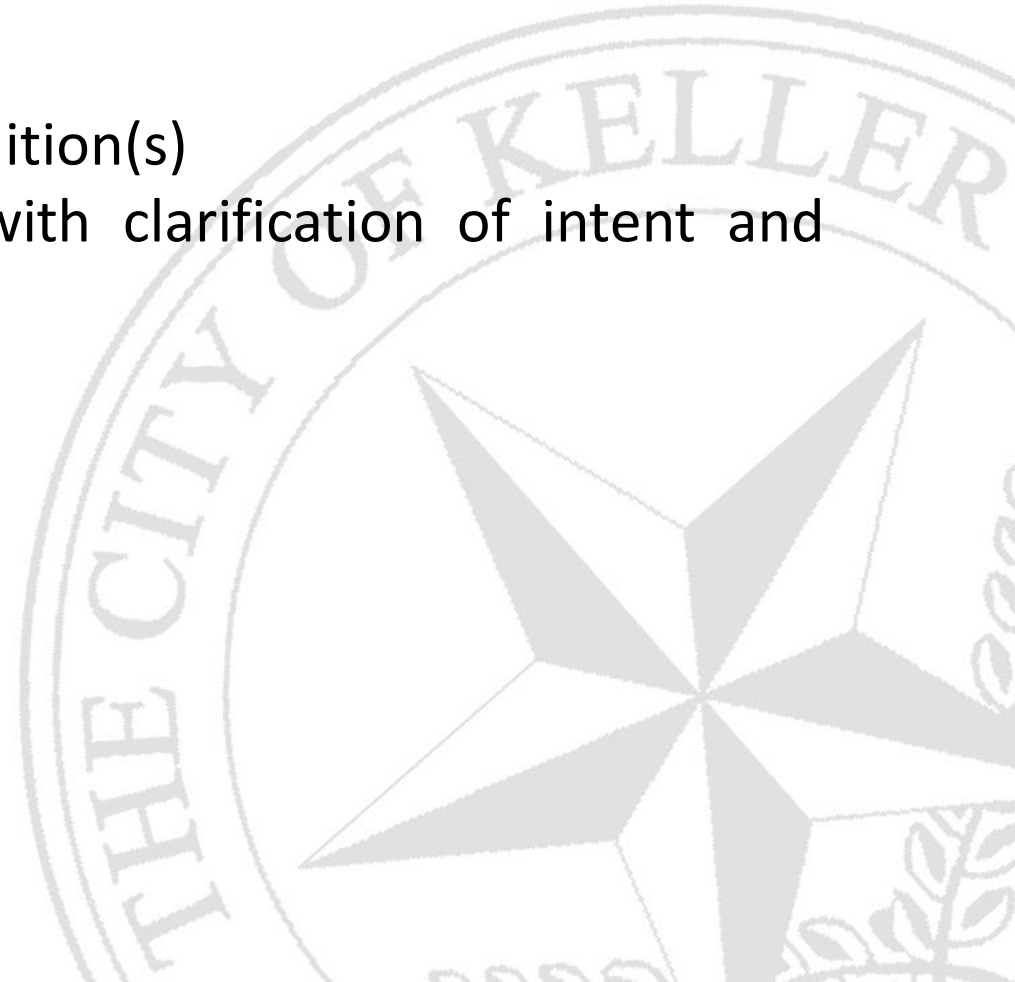 ition(s)
with clarification of intent and
THE CITY OF KELLER